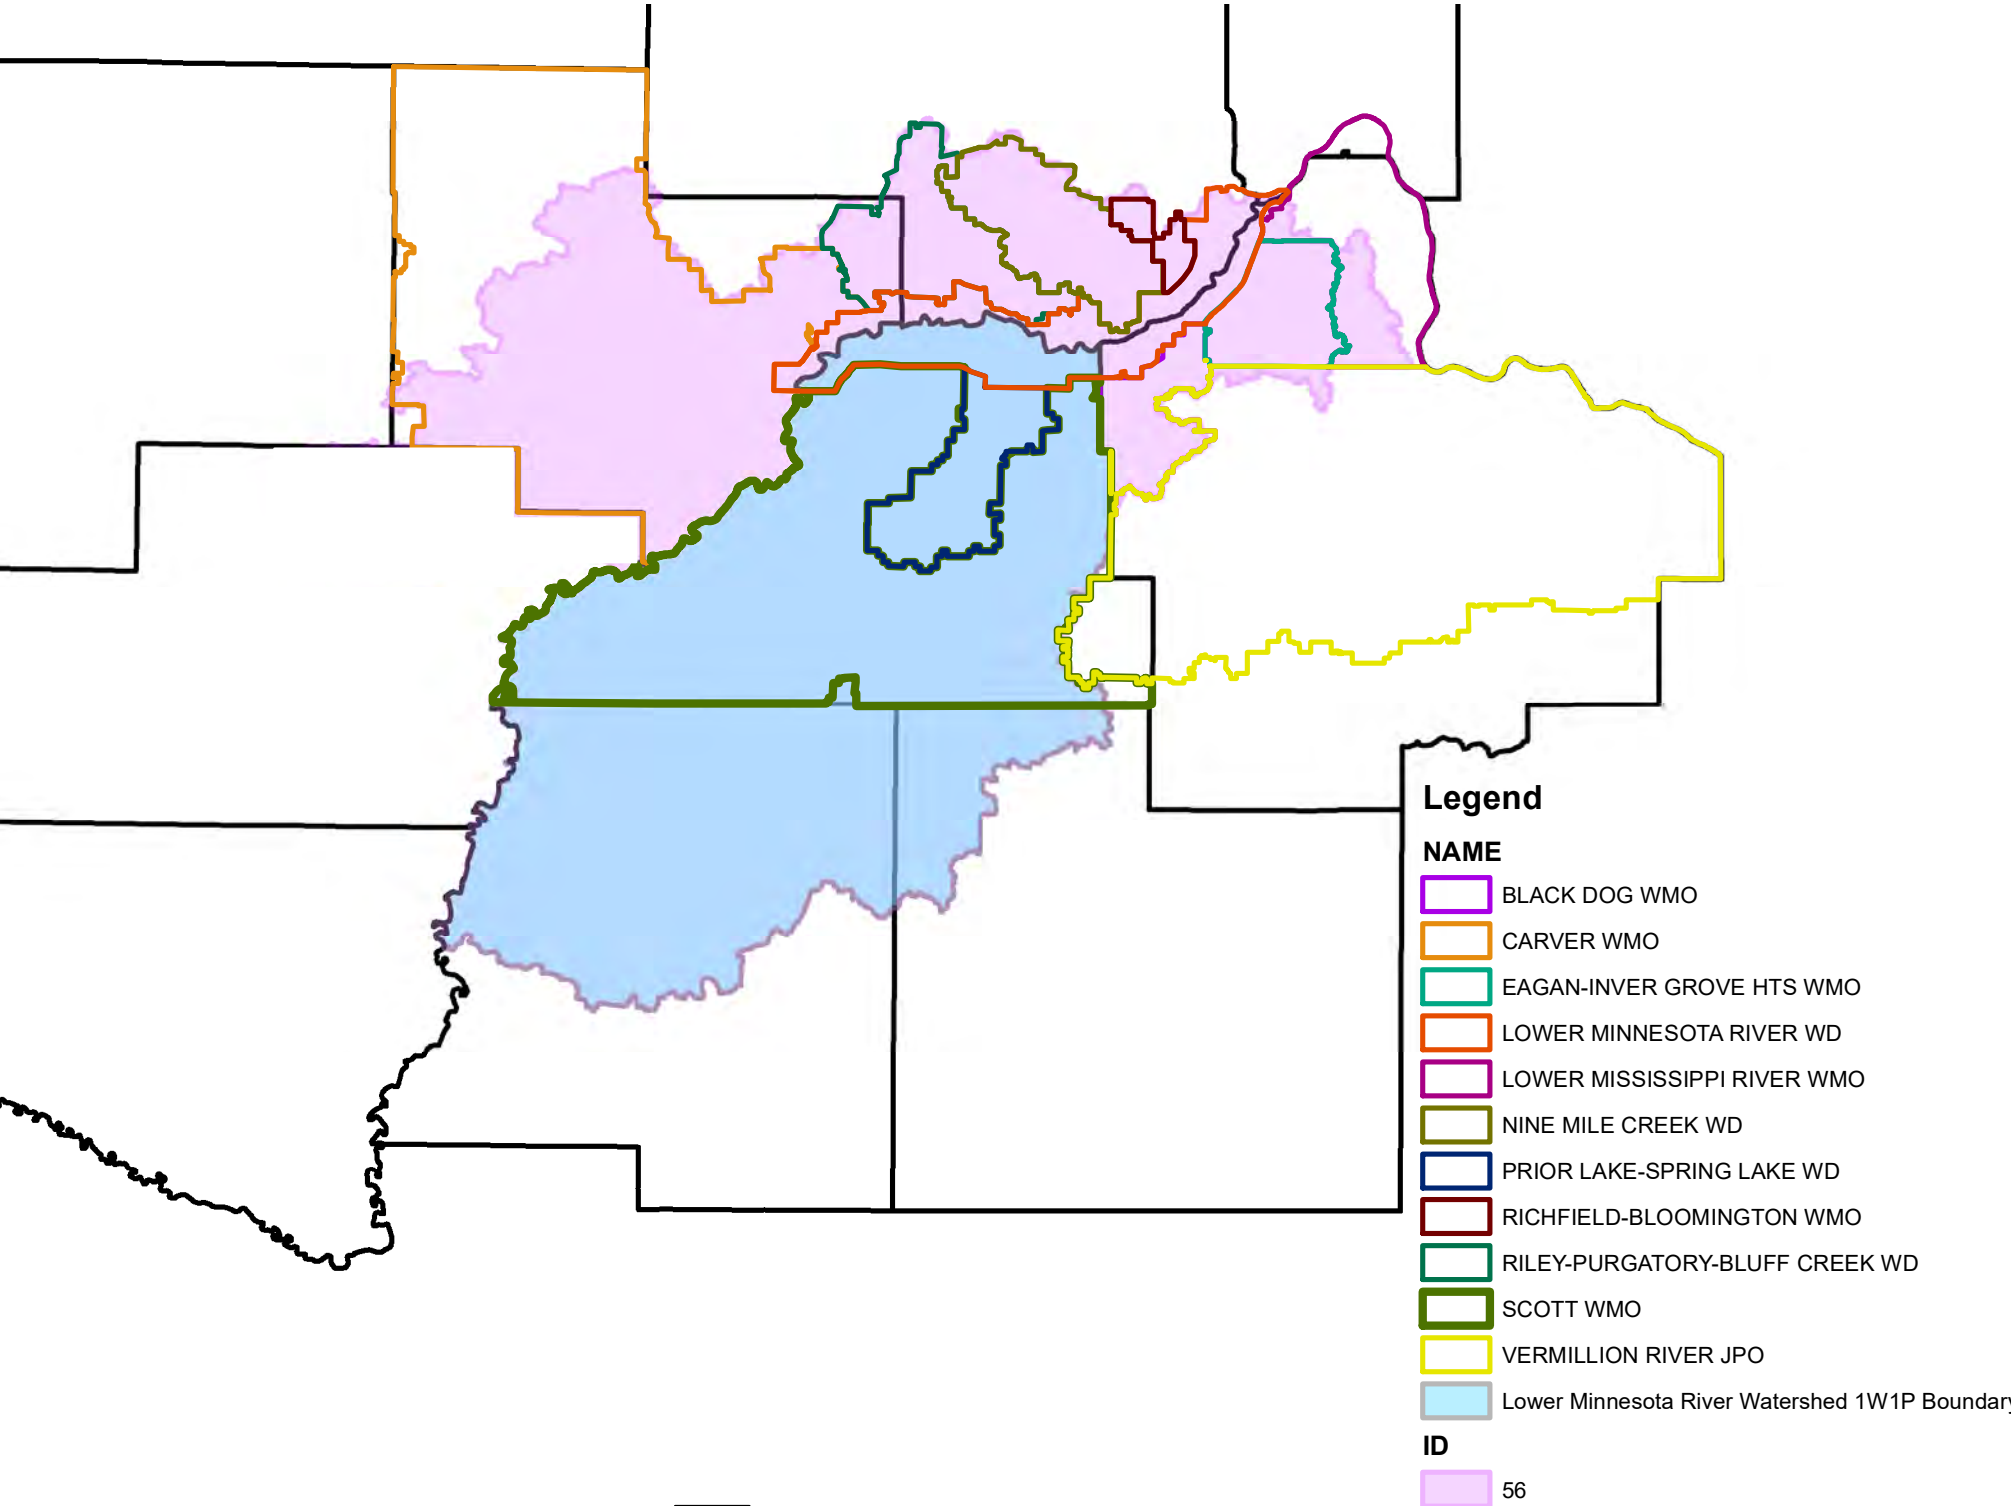 Legend
NAME
BLACK DOG WMO
CARVER WMO
EAGAN-INVER GROVE HTS WMO
LOWER MINNESOTA RIVER WD
LOWER MISSISSIPPI RIVER WMO
NINE MILE CREEK WD
PRIOR LAKE-SPRING LAKE WD
RICHFIELD-BLOOMINGTON WMO
RILEY-PURGATORY-BLUFF CREEK WD
SCOTT WMO
VERMILLION RIVER JPO
Lower Minnesota River Watershed 1W1P Boundary
ID
56